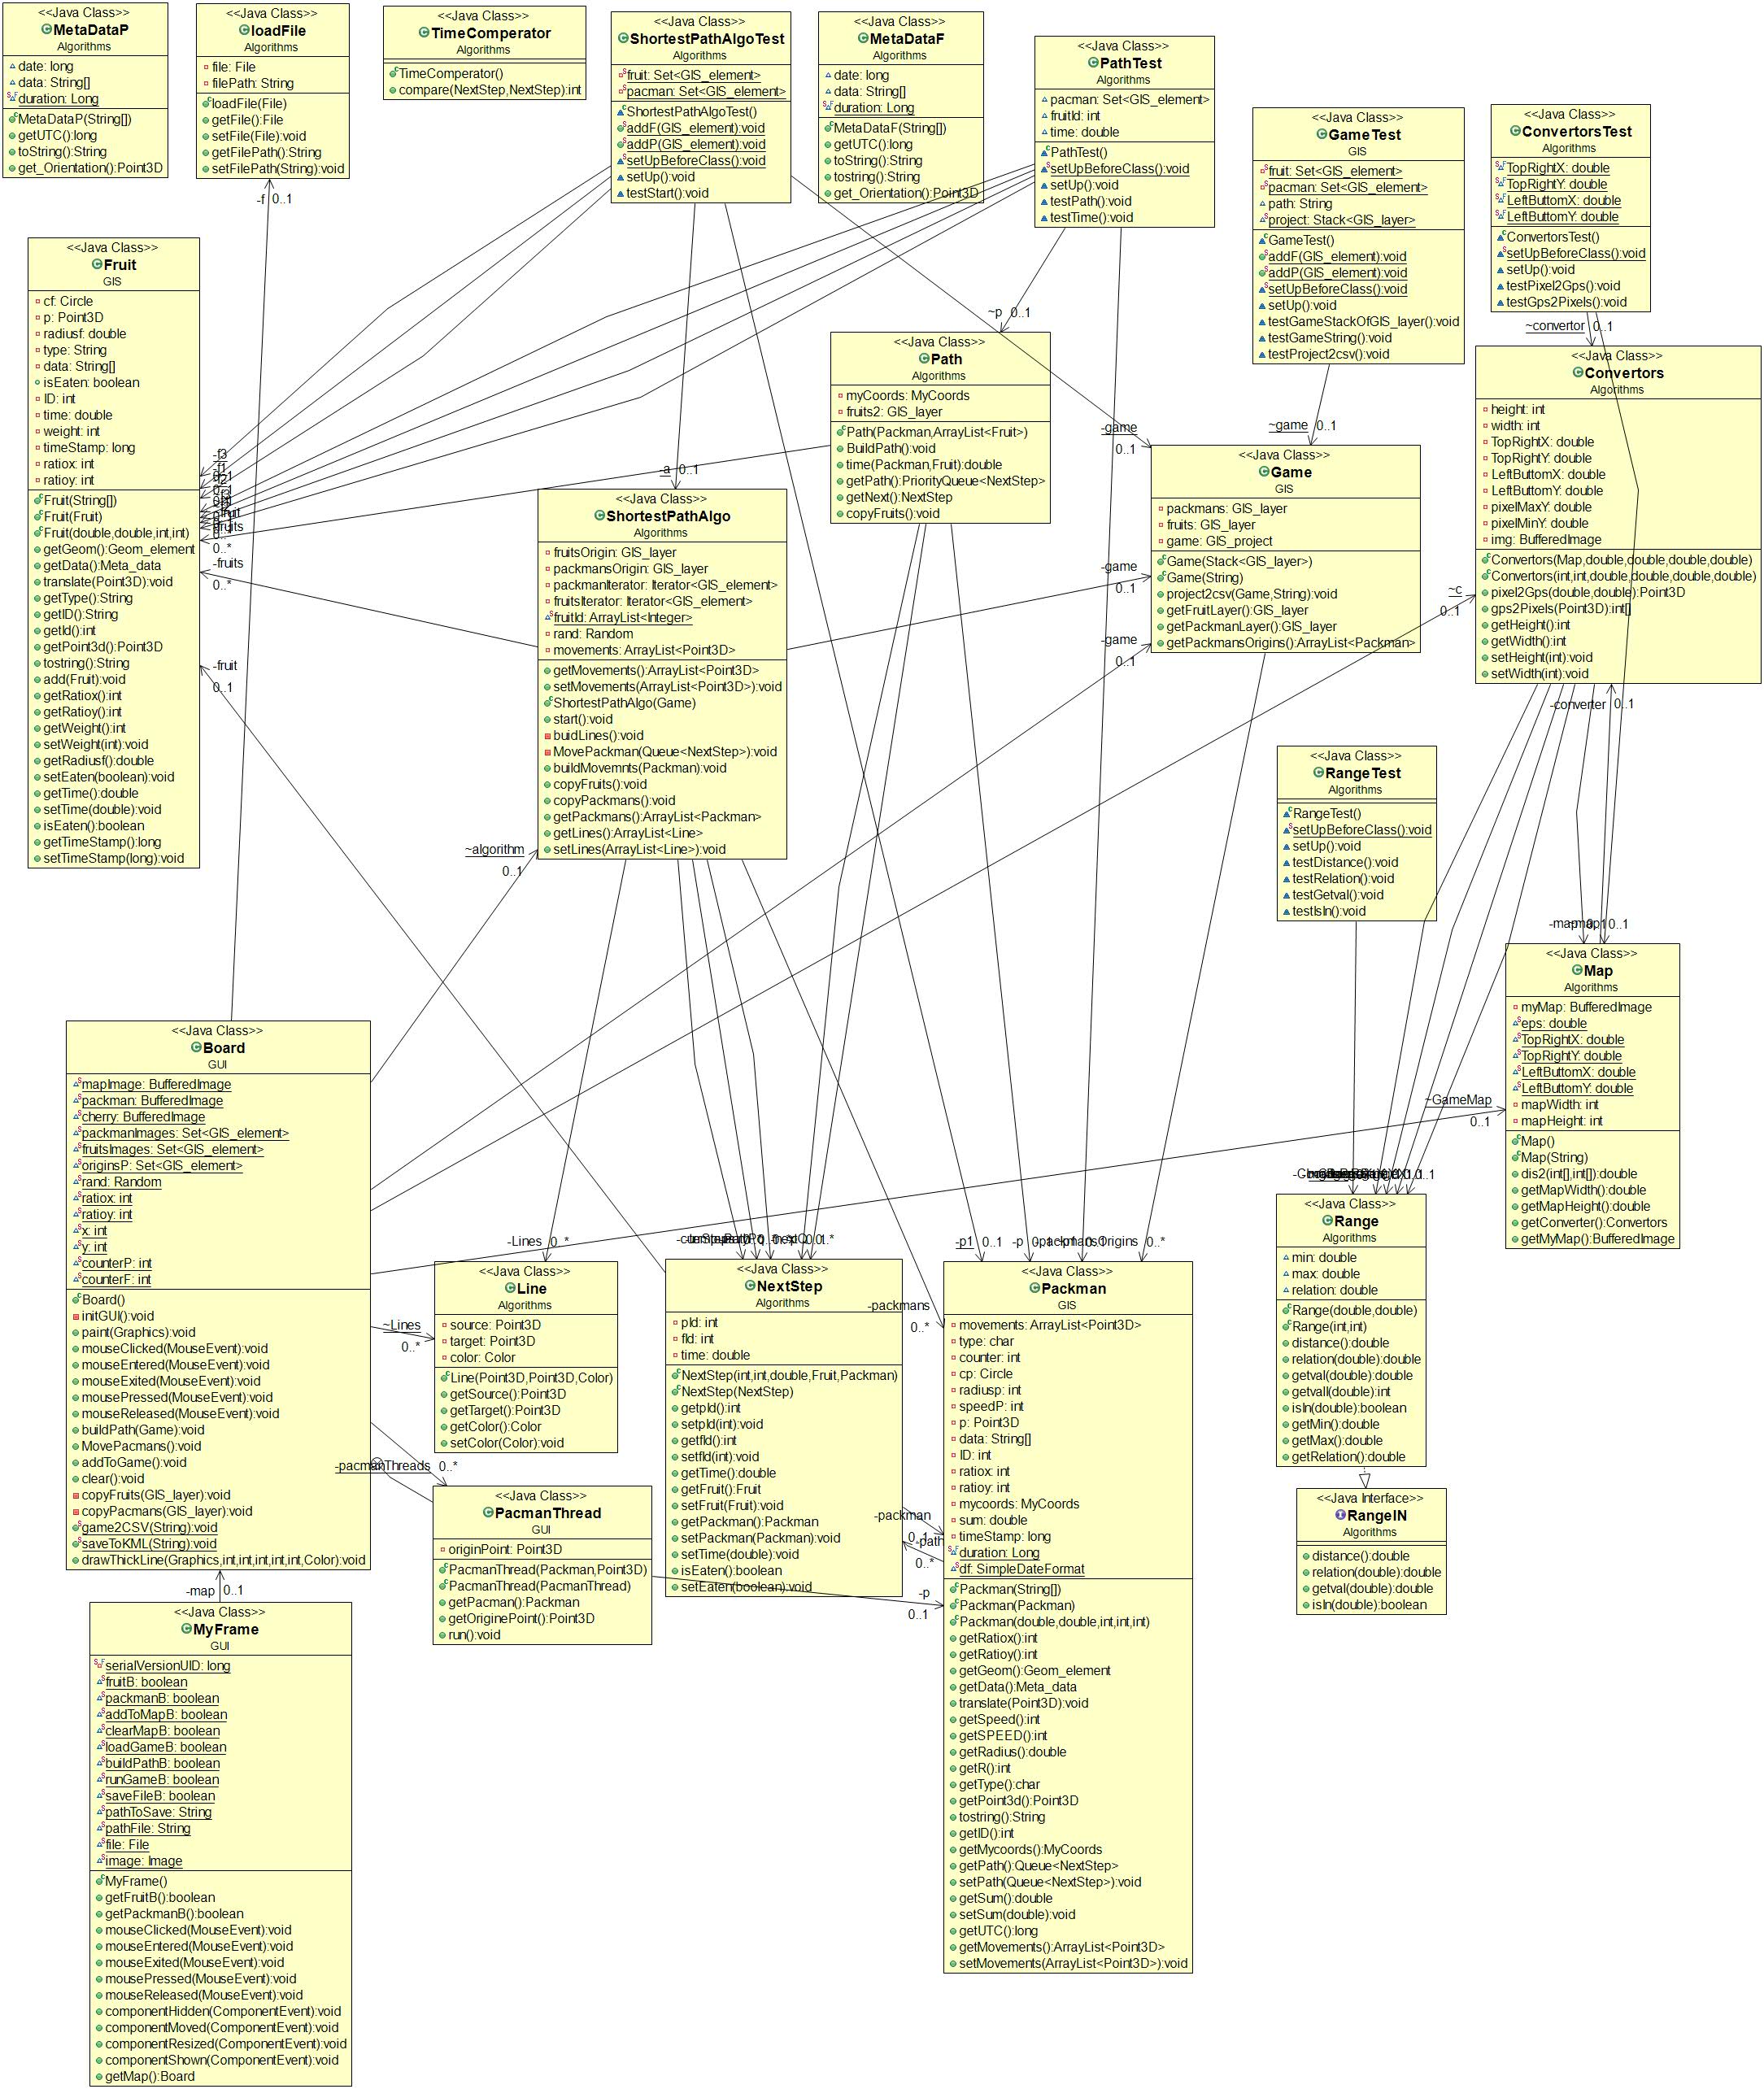 <<Java Class>>
MetaDataP
Algorithms
date: long
data: String[]
duration: Long
MetaDataP(String[])
getUTC():long
toString():String
get_Orientation():Point3D
<<Java Class>>
loadFile
Algorithms
file: File
filePath: String
loadFile(File)
getFile():File
setFile(File):void
getFilePath():String
setFilePath(String):void
<<Java Class>>
TimeComperator
Algorithms
TimeComperator()
compare(NextStep,NextStep):int
<<Java Class>>
ShortestPathAlgoTest
Algorithms
fruit: Set<GIS_element>
pacman: Set<GIS_element>
ShortestPathAlgoTest()
addF(GIS_element):void
addP(GIS_element):void
setUpBeforeClass():void
setUp():void
testStart():void
<<Java Class>>
MetaDataF
Algorithms
date: long
data: String[]
duration: Long
MetaDataF(String[])
getUTC():long
toString():String
tostring():String
get_Orientation():Point3D
<<Java Class>>
PathTest
Algorithms
pacman: Set<GIS_element>
fruitId: int
time: double
PathTest()
setUpBeforeClass():void
setUp():void
testPath():void
testTime():void
<<Java Class>>
GameTest
GIS
fruit: Set<GIS_element>
pacman: Set<GIS_element>
path: String
project: Stack<GIS_layer>
GameTest()
addF(GIS_element):void
addP(GIS_element):void
setUpBeforeClass():void
setUp():void
testGameStackOfGIS_layer():void
testGameString():void
testProject2csv():void
<<Java Class>>
ConvertorsTest
Algorithms
TopRightX: double
TopRightY: double
LeftButtomX: double
LeftButtomY: double
ConvertorsTest()
setUpBeforeClass():void
setUp():void
testPixel2Gps():void
testGps2Pixels():void
-f 0..1
~p 0..1
~convertor 0..1
~game 0..1
<<Java Class>>
Fruit
GIS
cf: Circle
p: Point3D
radiusf: double
type: String
data: String[]
isEaten: boolean
ID: int
time: double
weight: int
timeStamp: long
ratiox: int
ratioy: int
Fruit(String[])
Fruit(Fruit)
Fruit(double,double,int,int)
getGeom():Geom_element
getData():Meta_data
translate(Point3D):void
getType():String
getID():String
getId():int
getPoint3d():Point3D
tostring():String
add(Fruit):void
getRatiox():int
getRatioy():int
getWeight():int
setWeight(int):void
getRadiusf():double
setEaten(boolean):void
getTime():double
setTime(double):void
isEaten():boolean
getTimeStamp():long
setTimeStamp(long):void
-f3
-f1
0..*
-fruits
0..*
-fruit
0..1
<<Java Class>>
Path
Algorithms
myCoords: MyCoords
fruits2: GIS_layer
Path(Packman,ArrayList<Fruit>)
BuildPath():void
time(Packman,Fruit):double
getPath():PriorityQueue<NextStep>
getNext():NextStep
copyFruits():void
-a 0..1
<<Java Class>>
ShortestPathAlgo
Algorithms
fruitsOrigin: GIS_layer
packmansOrigin: GIS_layer
packmanIterator: Iterator<GIS_element>
fruitsIterator: Iterator<GIS_element>
fruitId: ArrayList<Integer>
rand: Random
movements: ArrayList<Point3D>
getMovements():ArrayList<Point3D>
setMovements(ArrayList<Point3D>):void
ShortestPathAlgo(Game)
start():void
buidLines():void
MovePackman(Queue<NextStep>):void
buildMovemnts(Packman):void
copyFruits():void
copyPackmans():void
getPackmans():ArrayList<Packman>
getLines():ArrayList<Line>
setLines(ArrayList<Line>):void
-game
0..1
-game
0..1
-game
0..1
<<Java Class>>
Game
GIS
packmans: GIS_layer
fruits: GIS_layer
game: GIS_project
Game(Stack<GIS_layer>)
Game(String)
project2csv(Game,String):void
getFruitLayer():GIS_layer
getPackmanLayer():GIS_layer
getPackmansOrigins():ArrayList<Packman>
<<Java Class>>
Convertors
Algorithms
height: int
width: int
TopRightX: double
TopRightY: double
LeftButtomX: double
LeftButtomY: double
pixelMaxY: double
pixelMinY: double
img: BufferedImage
Convertors(Map,double,double,double,double)
Convertors(int,int,double,double,double,double)
pixel2Gps(double,double):Point3D
gps2Pixels(Point3D):int[]
getHeight():int
getWidth():int
setHeight(int):void
setWidth(int):void
~c
0..1
-converter 0..1
<<Java Class>>
RangeTest
Algorithms
RangeTest()
setUpBeforeClass():void
setUp():void
testDistance():void
testRelation():void
testGetval():void
testIsIn():void
~algorithm
0..1
0..1
<<Java Class>>
Map
Algorithms
myMap: BufferedImage
eps: double
TopRightX: double
TopRightY: double
LeftButtomX: double
LeftButtomY: double
mapWidth: int
mapHeight: int
Map()
Map(String)
dis2(int[],int[]):double
getMapWidth():double
getMapHeight():double
getConverter():Convertors
getMyMap():BufferedImage
~GameMap
0..1
<<Java Class>>
Board
GUI
mapImage: BufferedImage
packman: BufferedImage
cherry: BufferedImage
packmanImages: Set<GIS_element>
fruitsImages: Set<GIS_element>
originsP: Set<GIS_element>
rand: Random
ratiox: int
ratioy: int
x: int
y: int
counterP: int
counterF: int
Board()
initGUI():void
paint(Graphics):void
mouseClicked(MouseEvent):void
mouseEntered(MouseEvent):void
mouseExited(MouseEvent):void
mousePressed(MouseEvent):void
mouseReleased(MouseEvent):void
buildPath(Game):void
MovePacmans():void
addToGame():void
clear():void
copyFruits(GIS_layer):void
copyPacmans(GIS_layer):void
game2CSV(String):void
saveToKML(String):void
drawThickLine(Graphics,int,int,int,int,int,Color):void
-Lines 0..*
~Lines
0..*
<<Java Class>>
Line
Algorithms
source: Point3D
target: Point3D
color: Color
Line(Point3D,Point3D,Color)
getSource():Point3D
getTarget():Point3D
getColor():Color
setColor(Color):void
<<Java Class>>
NextStep
Algorithms
pId: int
fId: int
time: double
NextStep(int,int,double,Fruit,Packman)
NextStep(NextStep)
getpId():int
setpId(int):void
getfId():int
setfId(int):void
getTime():double
getFruit():Fruit
setFruit(Fruit):void
getPackman():Packman
setPackman(Packman):void
setTime(double):void
isEaten():boolean
setEaten(boolean):void
-p1 0..1
-p
0..*
-packmans
0..*
-packman
0..1
-path
0..*
-p
0..1
<<Java Class>>
Packman
GIS
movements: ArrayList<Point3D>
type: char
counter: int
cp: Circle
radiusp: int
speedP: int
p: Point3D
data: String[]
ID: int
ratiox: int
ratioy: int
mycoords: MyCoords
sum: double
timeStamp: long
duration: Long
df: SimpleDateFormat
Packman(String[])
Packman(Packman)
Packman(double,double,int,int,int)
getRatiox():int
getRatioy():int
getGeom():Geom_element
getData():Meta_data
translate(Point3D):void
getSpeed():int
getSPEED():int
getRadius():double
getR():int
getType():char
getPoint3d():Point3D
tostring():String
getID():int
getMycoords():MyCoords
getPath():Queue<NextStep>
setPath(Queue<NextStep>):void
getSum():double
setSum(double):void
getUTC():long
getMovements():ArrayList<Point3D>
setMovements(ArrayList<Point3D>):void
<<Java Class>>
Range
Algorithms
min: double
max: double
relation: double
Range(double,double)
Range(int,int)
distance():double
relation(double):double
getval(double):double
getvalI(double):int
isIn(double):boolean
getMin():double
getMax():double
getRelation():double
<<Java Interface>>
RangeIN
Algorithms
distance():double
relation(double):double
getval(double):double
isIn(double):boolean
-pacmanThreads 0..*
<<Java Class>>
PacmanThread
GUI
originPoint: Point3D
PacmanThread(Packman,Point3D)
PacmanThread(PacmanThread)
getPacman():Packman
getOriginePoint():Point3D
run():void
-map 0..1
<<Java Class>>
MyFrame
GUI
serialVersionUID: long
fruitB: boolean
packmanB: boolean
addToMapB: boolean
clearMapB: boolean
loadGameB: boolean
buildPathB: boolean
runGameB: boolean
saveFileB: boolean
pathToSave: String
pathFile: String
file: File
image: Image
MyFrame()
getFruitB():boolean
getPackmanB():boolean
mouseClicked(MouseEvent):void
mouseEntered(MouseEvent):void
mouseExited(MouseEvent):void
mousePressed(MouseEvent):void
mouseReleased(MouseEvent):void
componentHidden(ComponentEvent):void
componentMoved(ComponentEvent):void
componentResized(ComponentEvent):void
componentShown(ComponentEvent):void
getMap():Board